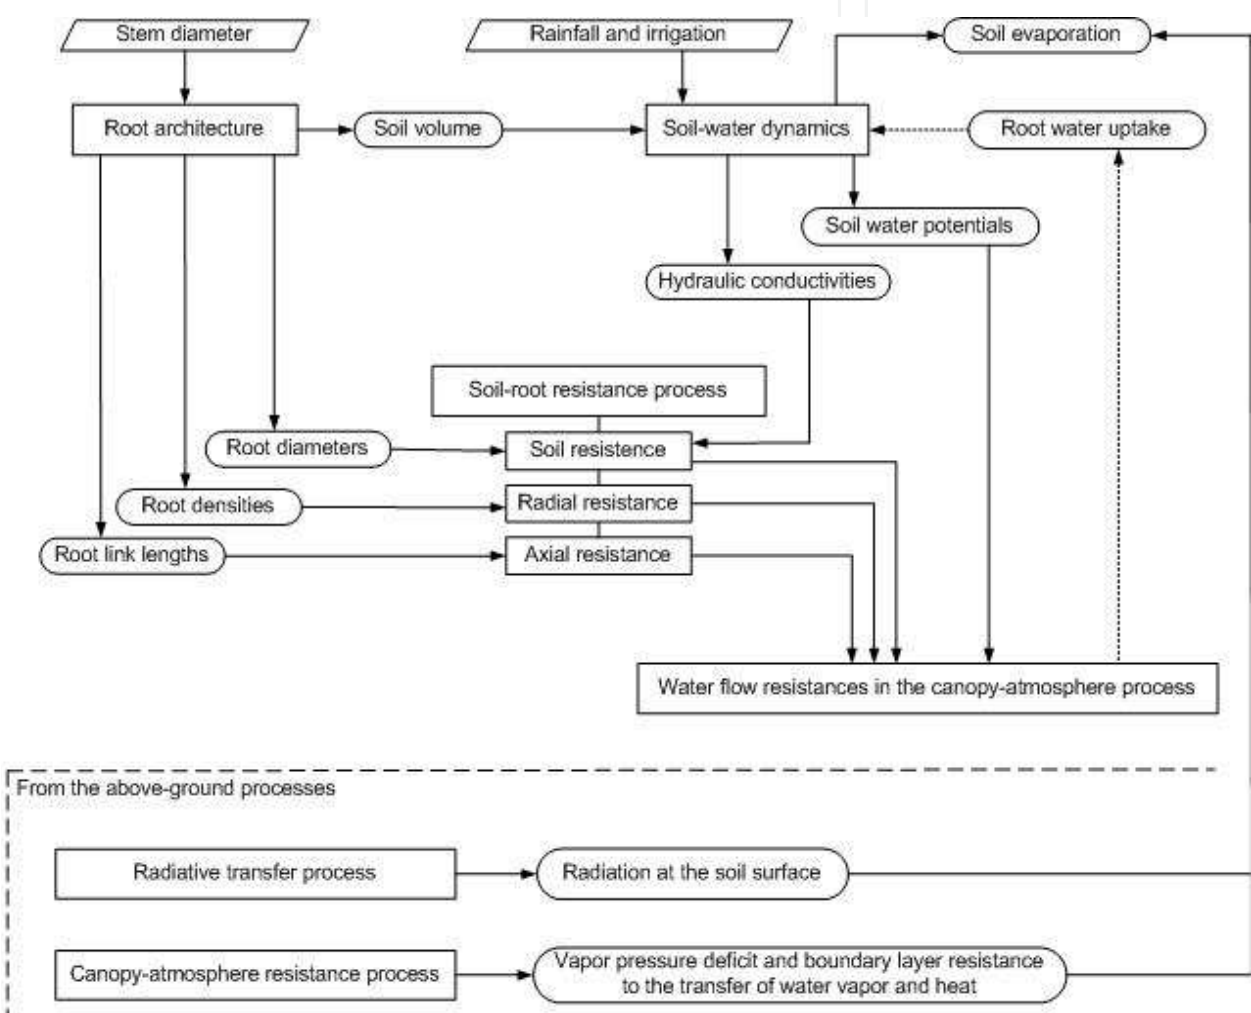 Stem diameter
Rainfall and irrigation
Soil evaporation
Root architecture
Soil volume
Soil-water dynamics
Root water uptake
Soil water potentials
Hydraulic conductivities
Soil-root resistance process
Root diameters
Soil resistence
Root densities
Radial resistance
Root link lengths
Axial resistance
Water flow resistances in the canopy-atmosphere process
From the above-ground processes
Radiative transfer process
Radiation at the soil surface
Canopy-atmosphere resistance process
Vapor pressure deficit and boundary layer resistance
to the transfer of water vapor and heat